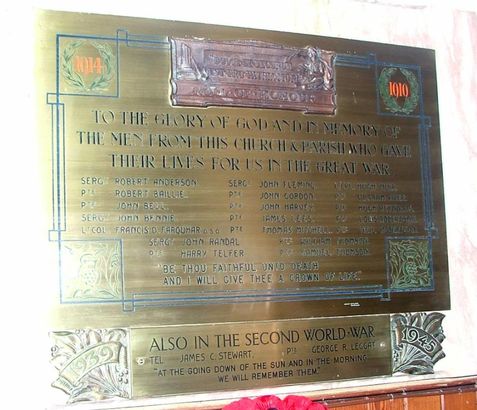 1914
1919
TO THE GLORY OF GOD AND IN MEMORY OF
THE MEN FROM THIS CHURCH & PARISH WHO GAVE
THEIR LIVES FOR US IN THE GREAT WAR
SERGT ROBERT ANDERSON. SERGT JOHN FLEMING.
PTE ROBERT BAILLIE. PTE JOHN GORDON.
PTE JOHN BELL. PTE JOHN HARVEY.
SERGT JOHN BENNIE. PTE JAMES LEES.
LT COL FRANCIS D. FARQUHAR D.S.O. PTE THOMAS MITCHELL.
SERGT JOHN RANDAL PTE WILLIAM
PTE HARRY TELFER PTE SAMUEL THOMSON.
"BE THOU FAITHFUL UNTO DEATH
AND I WILL GIVE THEE A CROWN OF LIFE."
1939
1945
ALSO IN THE SECOND WORLD WAR
TEL JAMES C. STEWART. PTE GEORGE R. LEGGAT
"AT THE GOING DOWN OF THE SUN AND IN THE MORNING
WE WILL REMEMBER THEM."